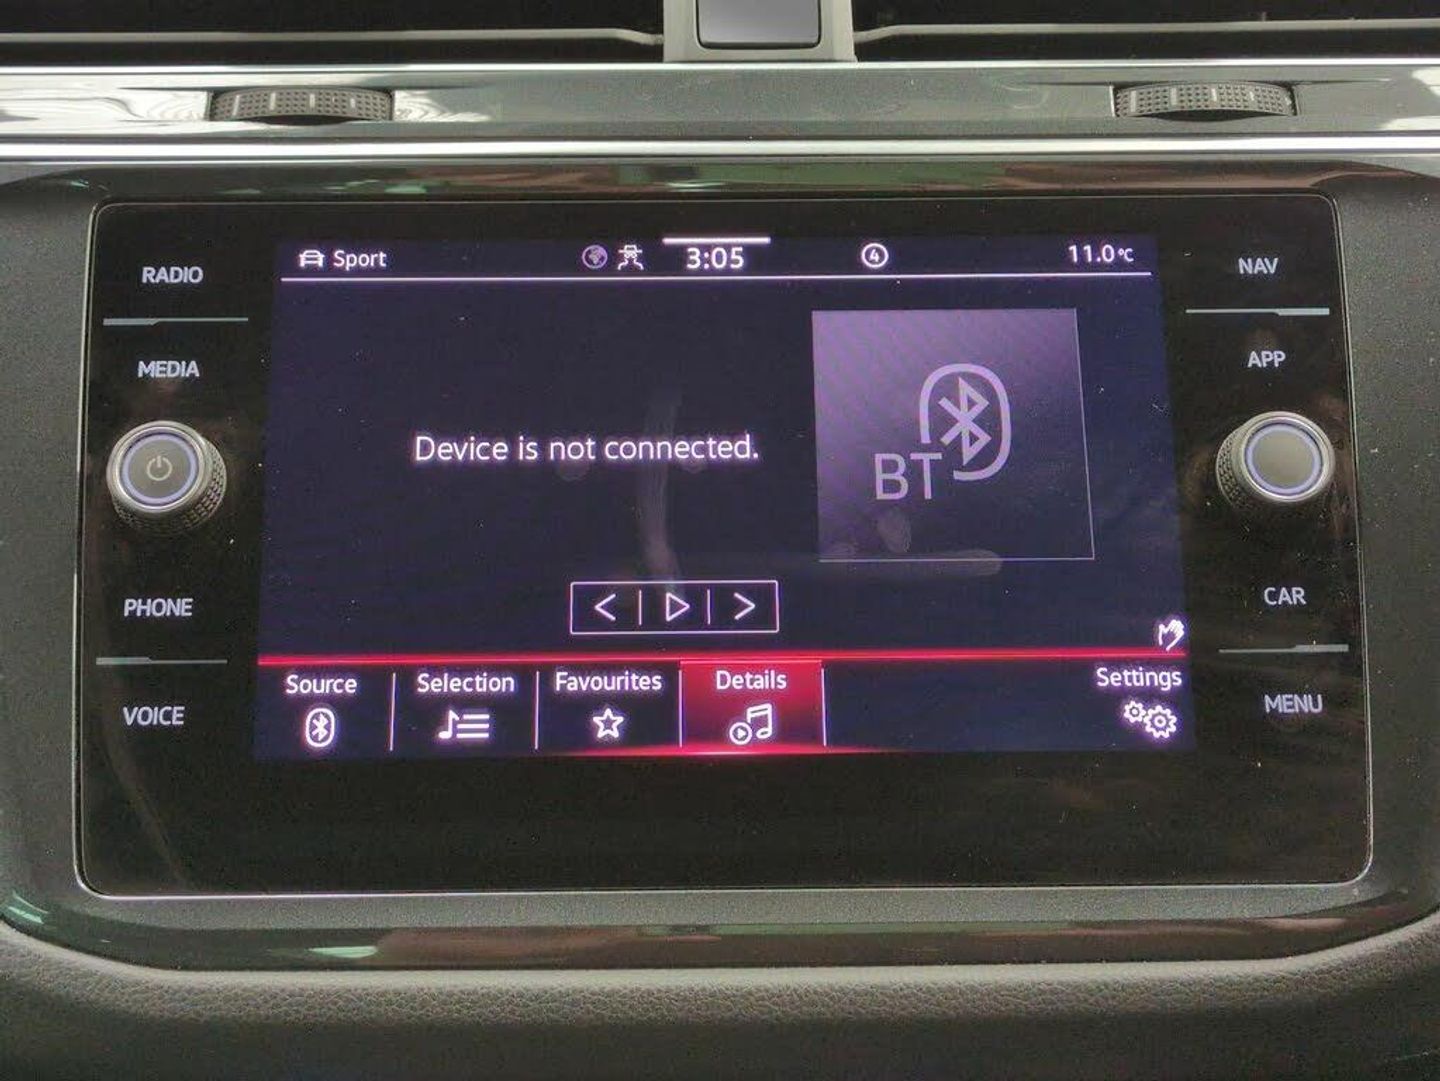 RADIO
MEDIA
PHONE
VOICE
Sport
3:05
4
11.0°C
Device is not connected.
BT
Source
Selection
Favourites
Details
Settings
NAV
APP
CAR
MENU